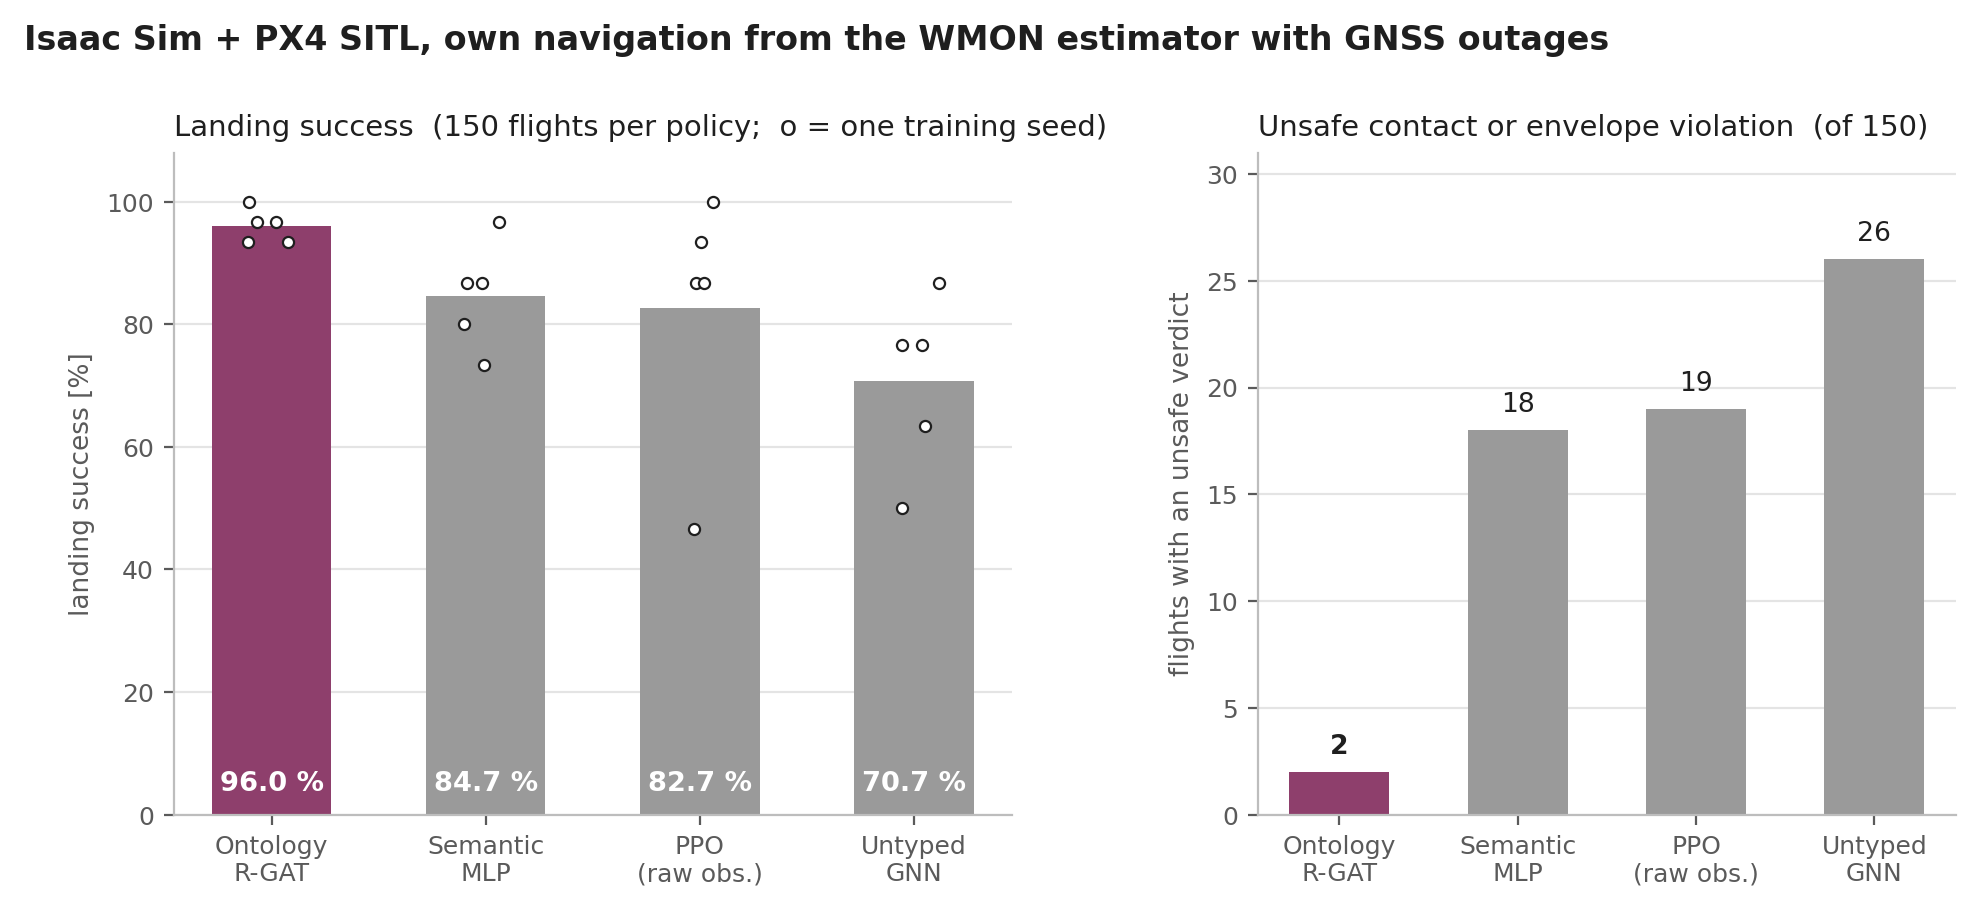 Isaac Sim + PX4 SITL, own navigation from the WMON estimator with GNSS outages
Landing success  (150 flights per policy;  o = one training seed)
landing success [%]
100
80
60
40
20
0
96.0 %
84.7 %
82.7 %
70.7 %
Ontology
R-GAT
Semantic
MLP
PPO
(raw obs.)
Untyped
GNN
Unsafe contact or envelope violation  (of 150)
flights with an unsafe verdict
30
25
20
15
10
5
0
2
18
19
26
Ontology
R-GAT
Semantic
MLP
PPO
(raw obs.)
Untyped
GNN